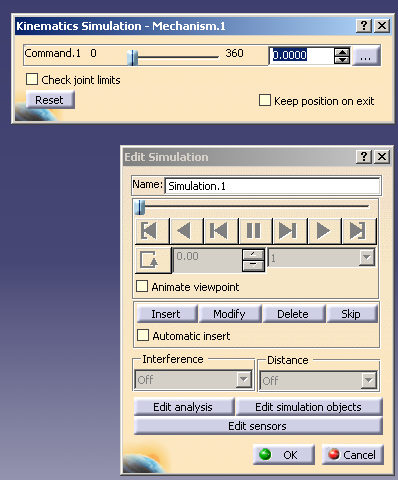 Kinematics Simulation - Mechanism.1
Command.1 0 360 0.0000 ...
Check joint limits
Reset Keep position on exit
Edit Simulation
Name: Simulation.1
0.00 1
Animate viewpoint
Insert Modify Delete Skip
Automatic insert
Interference Distance
Off Off
Edit analysis Edit simulation objects
Edit sensors
OK Cancel